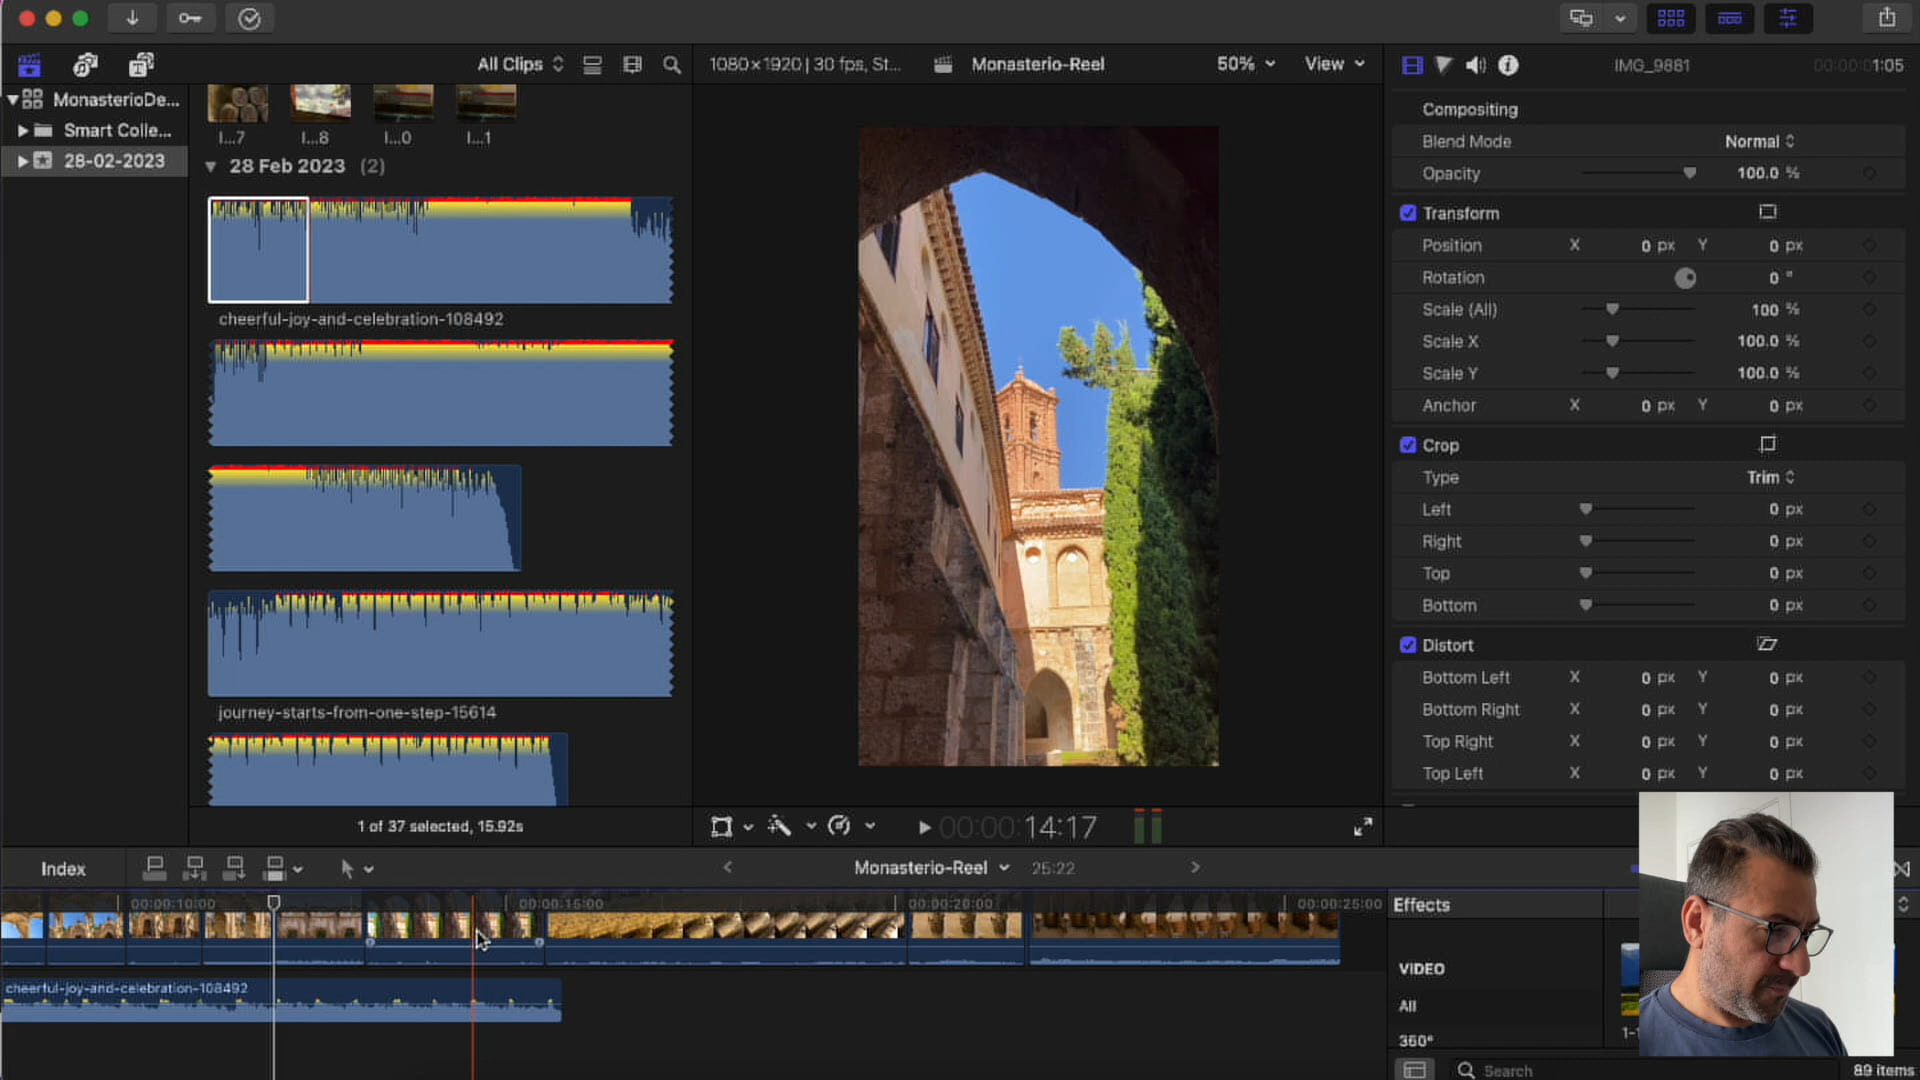 All Clips
1080×1920 | 30 fps, St...
Monasterio-Reel
50%
View
IMG_9881
00:00:01:05
MonasterioDe...
Smart Colle...
28-02-2023
I...7
I...8
I...0
I...1
28 Feb 2023 (2)
cheerful-joy-and-celebration-108492
journey-starts-from-one-step-15614
1 of 37 selected, 15.92s
00:00:14:17
Compositing
Blend Mode Normal
Opacity 100.0 %
Transform
Position X 0 px Y 0 px
Rotation 0 °
Scale (All) 100 %
Scale X 100.0 %
Scale Y 100.0 %
Anchor X 0 px Y 0 px
Crop
Type Trim
Left 0 px
Right 0 px
Top 0 px
Bottom 0 px
Distort
Bottom Left X 0 px Y 0 px
Bottom Right X 0 px Y 0 px
Top Right X 0 px Y 0 px
Top Left X 0 px Y 0 px
Index
Monasterio-Reel
25:22
00:00:10:00
00:00:15:00
00:00:20:00
00:00:25:00
cheerful-joy-and-celebration-108492
Effects
VIDEO
All
360°
Search
89 items